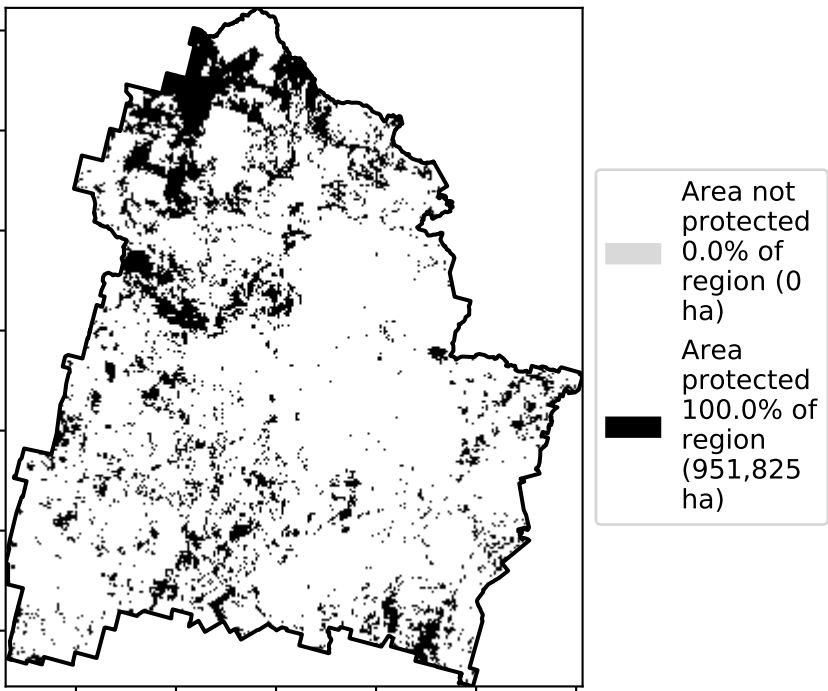 Area not
protected
0.0% of
region (0
ha)
Area
protected
100.0% of
region
(951,825
ha)